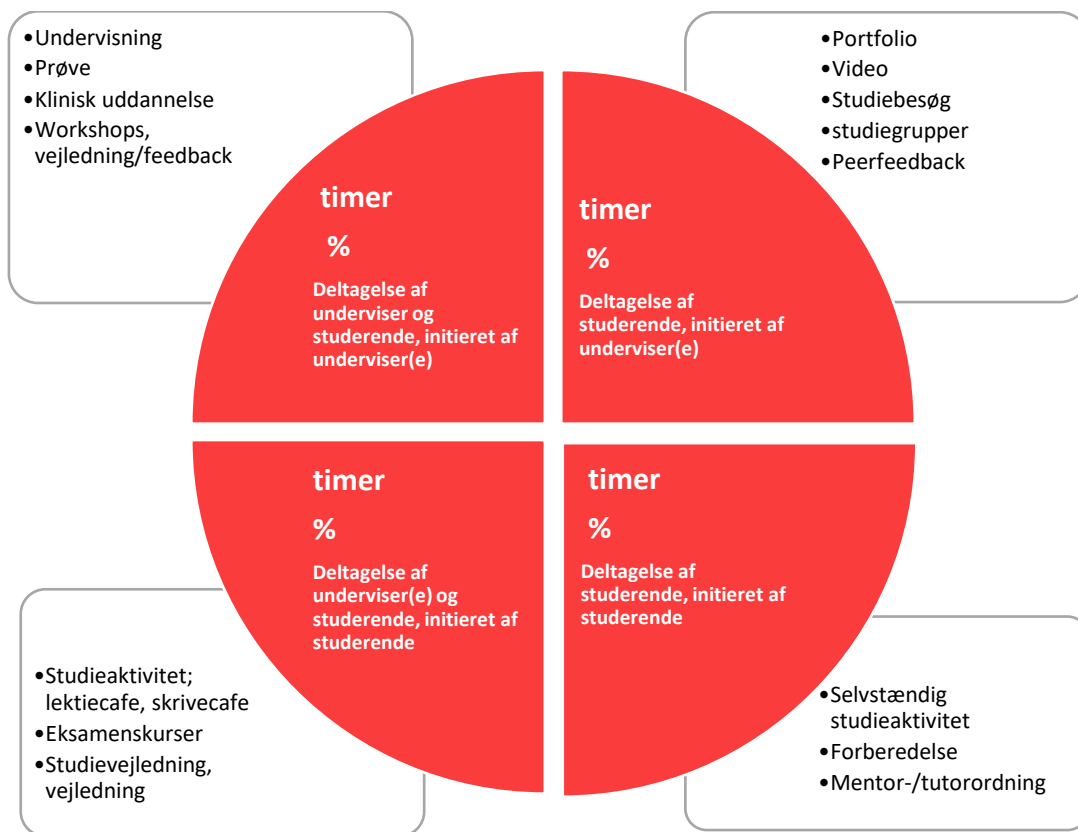 •Undervisning
•Prøve
•Klinisk uddannelse
•Workshops,
vejledning/feedback
•Portfolio
•Video
•Studiebesøg
•studiegrupper
•Peerfeedback
timer
%
Deltagelse af
underviser og
studerende, initieret af
underviser(e)
timer
%
Deltagelse af
studerende, initieret af
underviser(e)
timer
%
Deltagelse af
underviser(e) og
studerende, initieret af
studerende
timer
%
Deltagelse af
studerende, initieret af
studerende
•Studieaktivitet;
lektiecafe, skrivecafe
•Eksamenskurser
•Studievejledning,
vejledning
•Selvstændig
studieaktivitet
•Forberedelse
•Mentor-/tutorordning